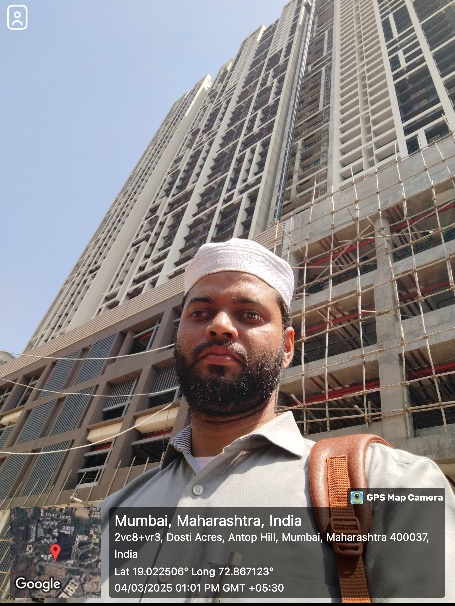 GPS Map Camera
Mumbai, Maharashtra, India
2vc8+vr3, Dosti Acres, Antop Hill, Mumbai, Maharashtra 400037,
India
Lat 19.022506° Long 72.867123°
04/03/2025 01:01 PM GMT +05:30
Google